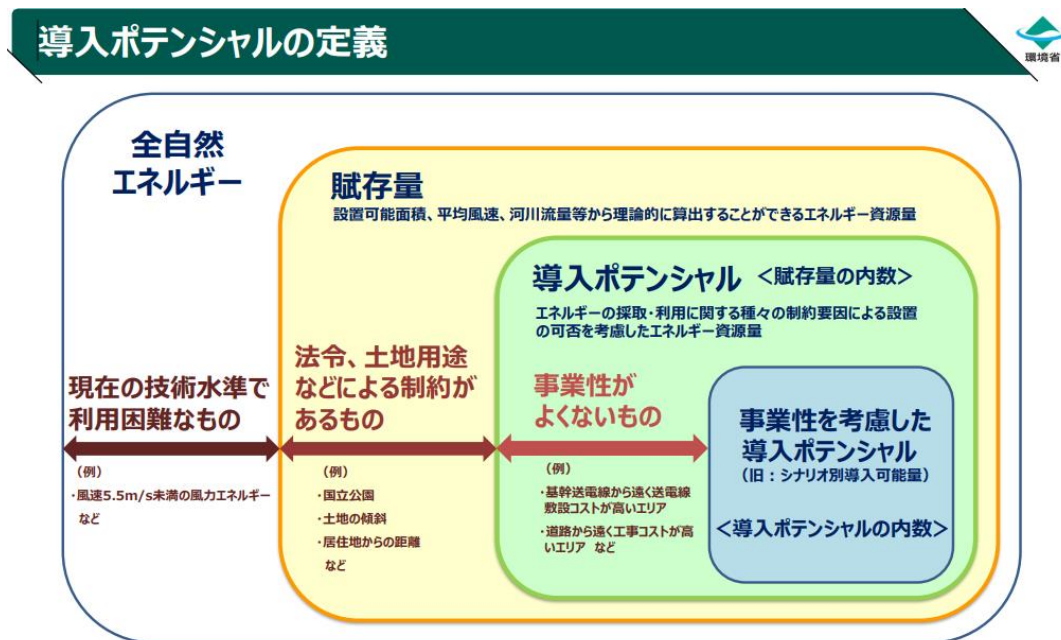 導入ポテンシャルの定義
環境省
全自然
エネルギー
賦存量
設置可能面積、平均風速、河川流量等から理論的に算出することができるエネルギー資源量
導入ポテンシャル <賦存量の内数>
エネルギーの採取・利用に関する種々の制約要因による設置
の可否を考慮したエネルギー資源量
現在の技術水準で
利用困難なもの
(例)
・風速5.5m/s未満の風力エネルギー
など
法令、土地用途
などによる制約が
あるもの
(例)
・国立公園
・土地の傾斜
・居住地からの距離
など
事業性が
よくないもの
(例)
・基幹送電線から遠く送電線
敷設コストが高いエリア
・道路から遠く工事コストが高
いエリア など
事業性を考慮した
導入ポテンシャル
(旧:シナリオ別導入可能量)
<導入ポテンシャルの内数>